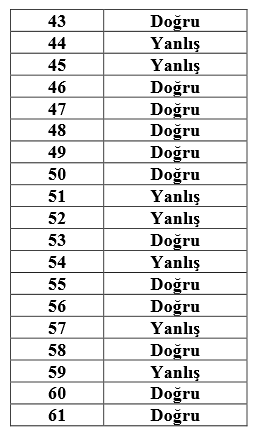 43 Doğru
44 Yanlış
45 Yanlış
46 Doğru
47 Doğru
48 Doğru
49 Doğru
50 Doğru
51 Yanlış
52 Yanlış
53 Doğru
54 Yanlış
55 Doğru
56 Doğru
57 Yanlış
58 Doğru
59 Yanlış
60 Doğru
61 Doğru